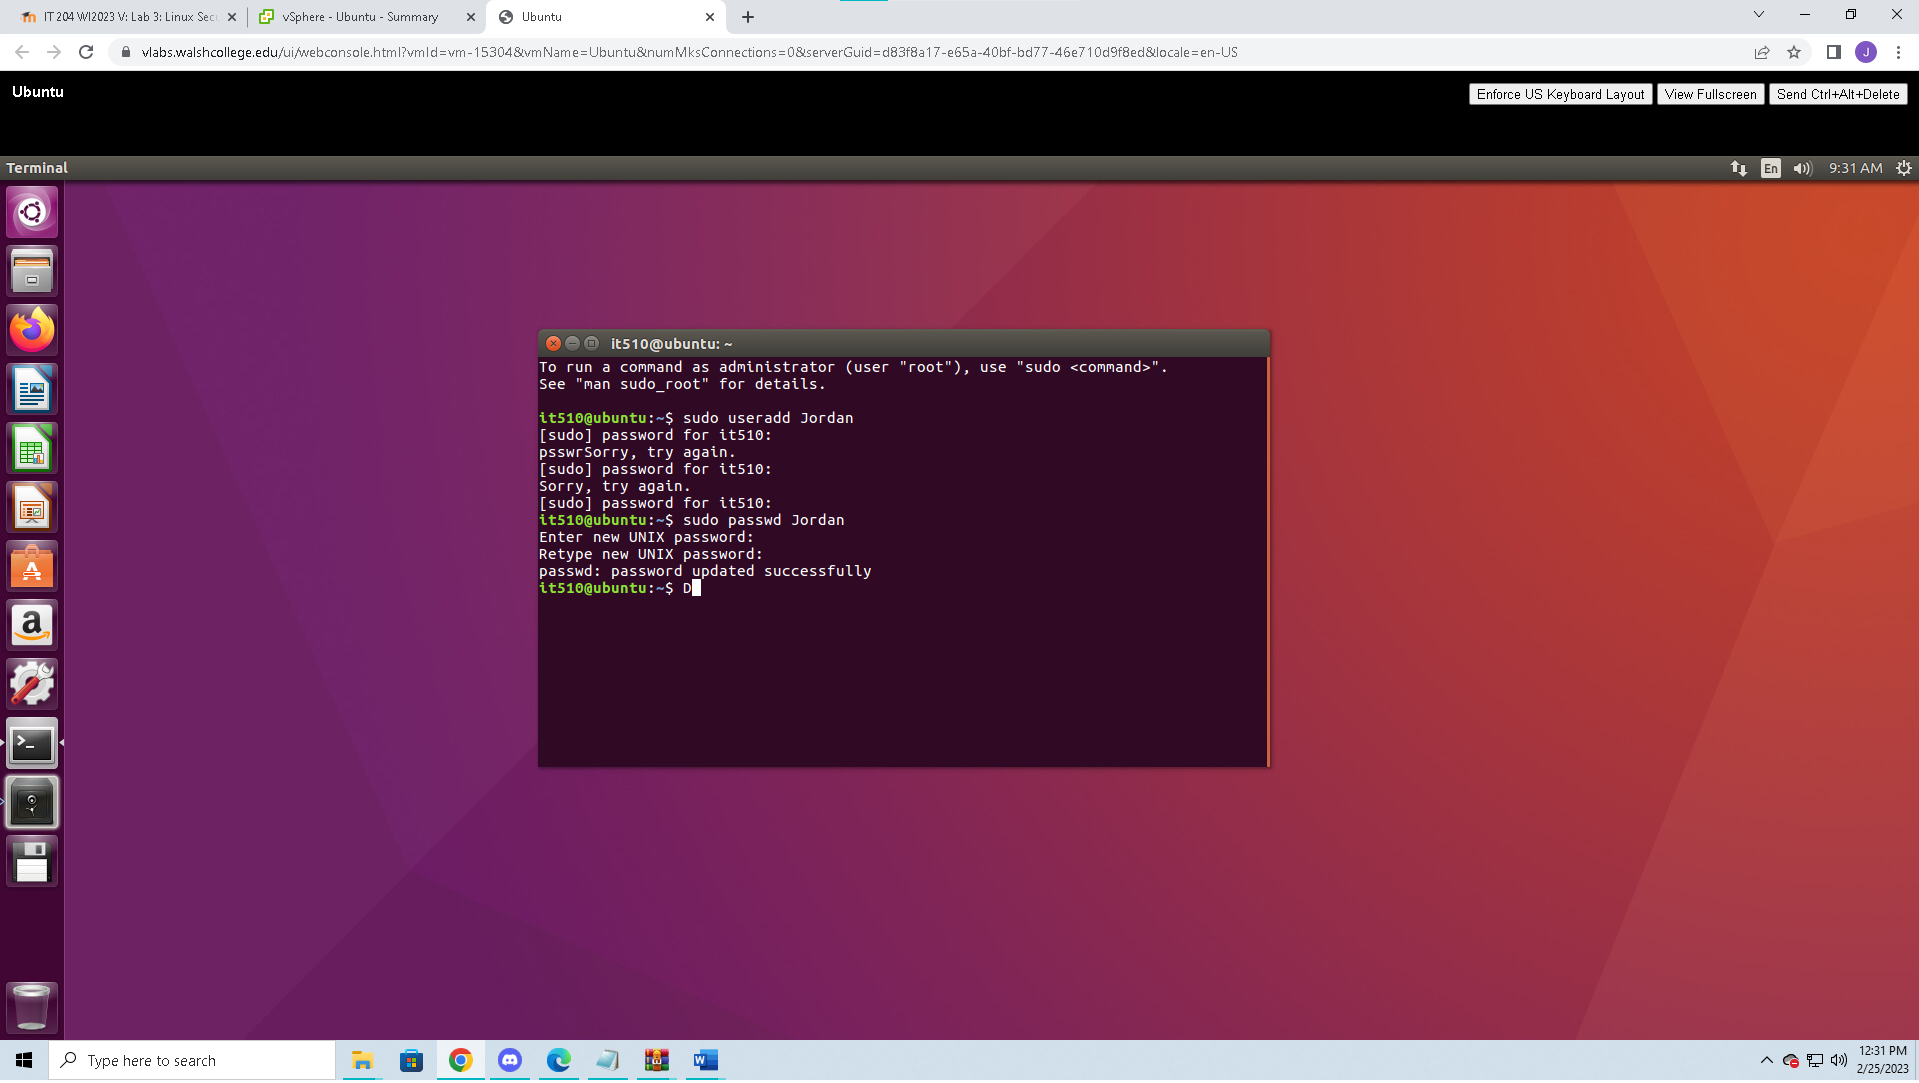 IT 204 WI2023 V: Lab 3: Linux Secu
vSphere - Ubuntu - Summary
Ubuntu
vlabs.walshcollege.edu/ui/webconsole.html?vmId=vm-15304&vmName=Ubuntu&numMksConnections=0&serverGuid=d83f8a17-e65a-40bf-bd77-46e710d9f8ed&locale=en-US
J
Ubuntu
Enforce US Keyboard Layout
View Fullscreen
Send Ctrl+Alt+Delete
Terminal
En
9:31 AM
it510@ubuntu: ~
To run a command as administrator (user "root"), use "sudo <command>".
See "man sudo_root" for details.
it510@ubuntu:~$ sudo useradd Jordan
[sudo] password for it510:
psswrSorry, try again.
[sudo] password for it510:
Sorry, try again.
[sudo] password for it510:
it510@ubuntu:~$ sudo passwd Jordan
Enter new UNIX password:
Retype new UNIX password:
passwd: password updated successfully
it510@ubuntu:~$ D
Type here to search
12:31 PM
2/25/2023